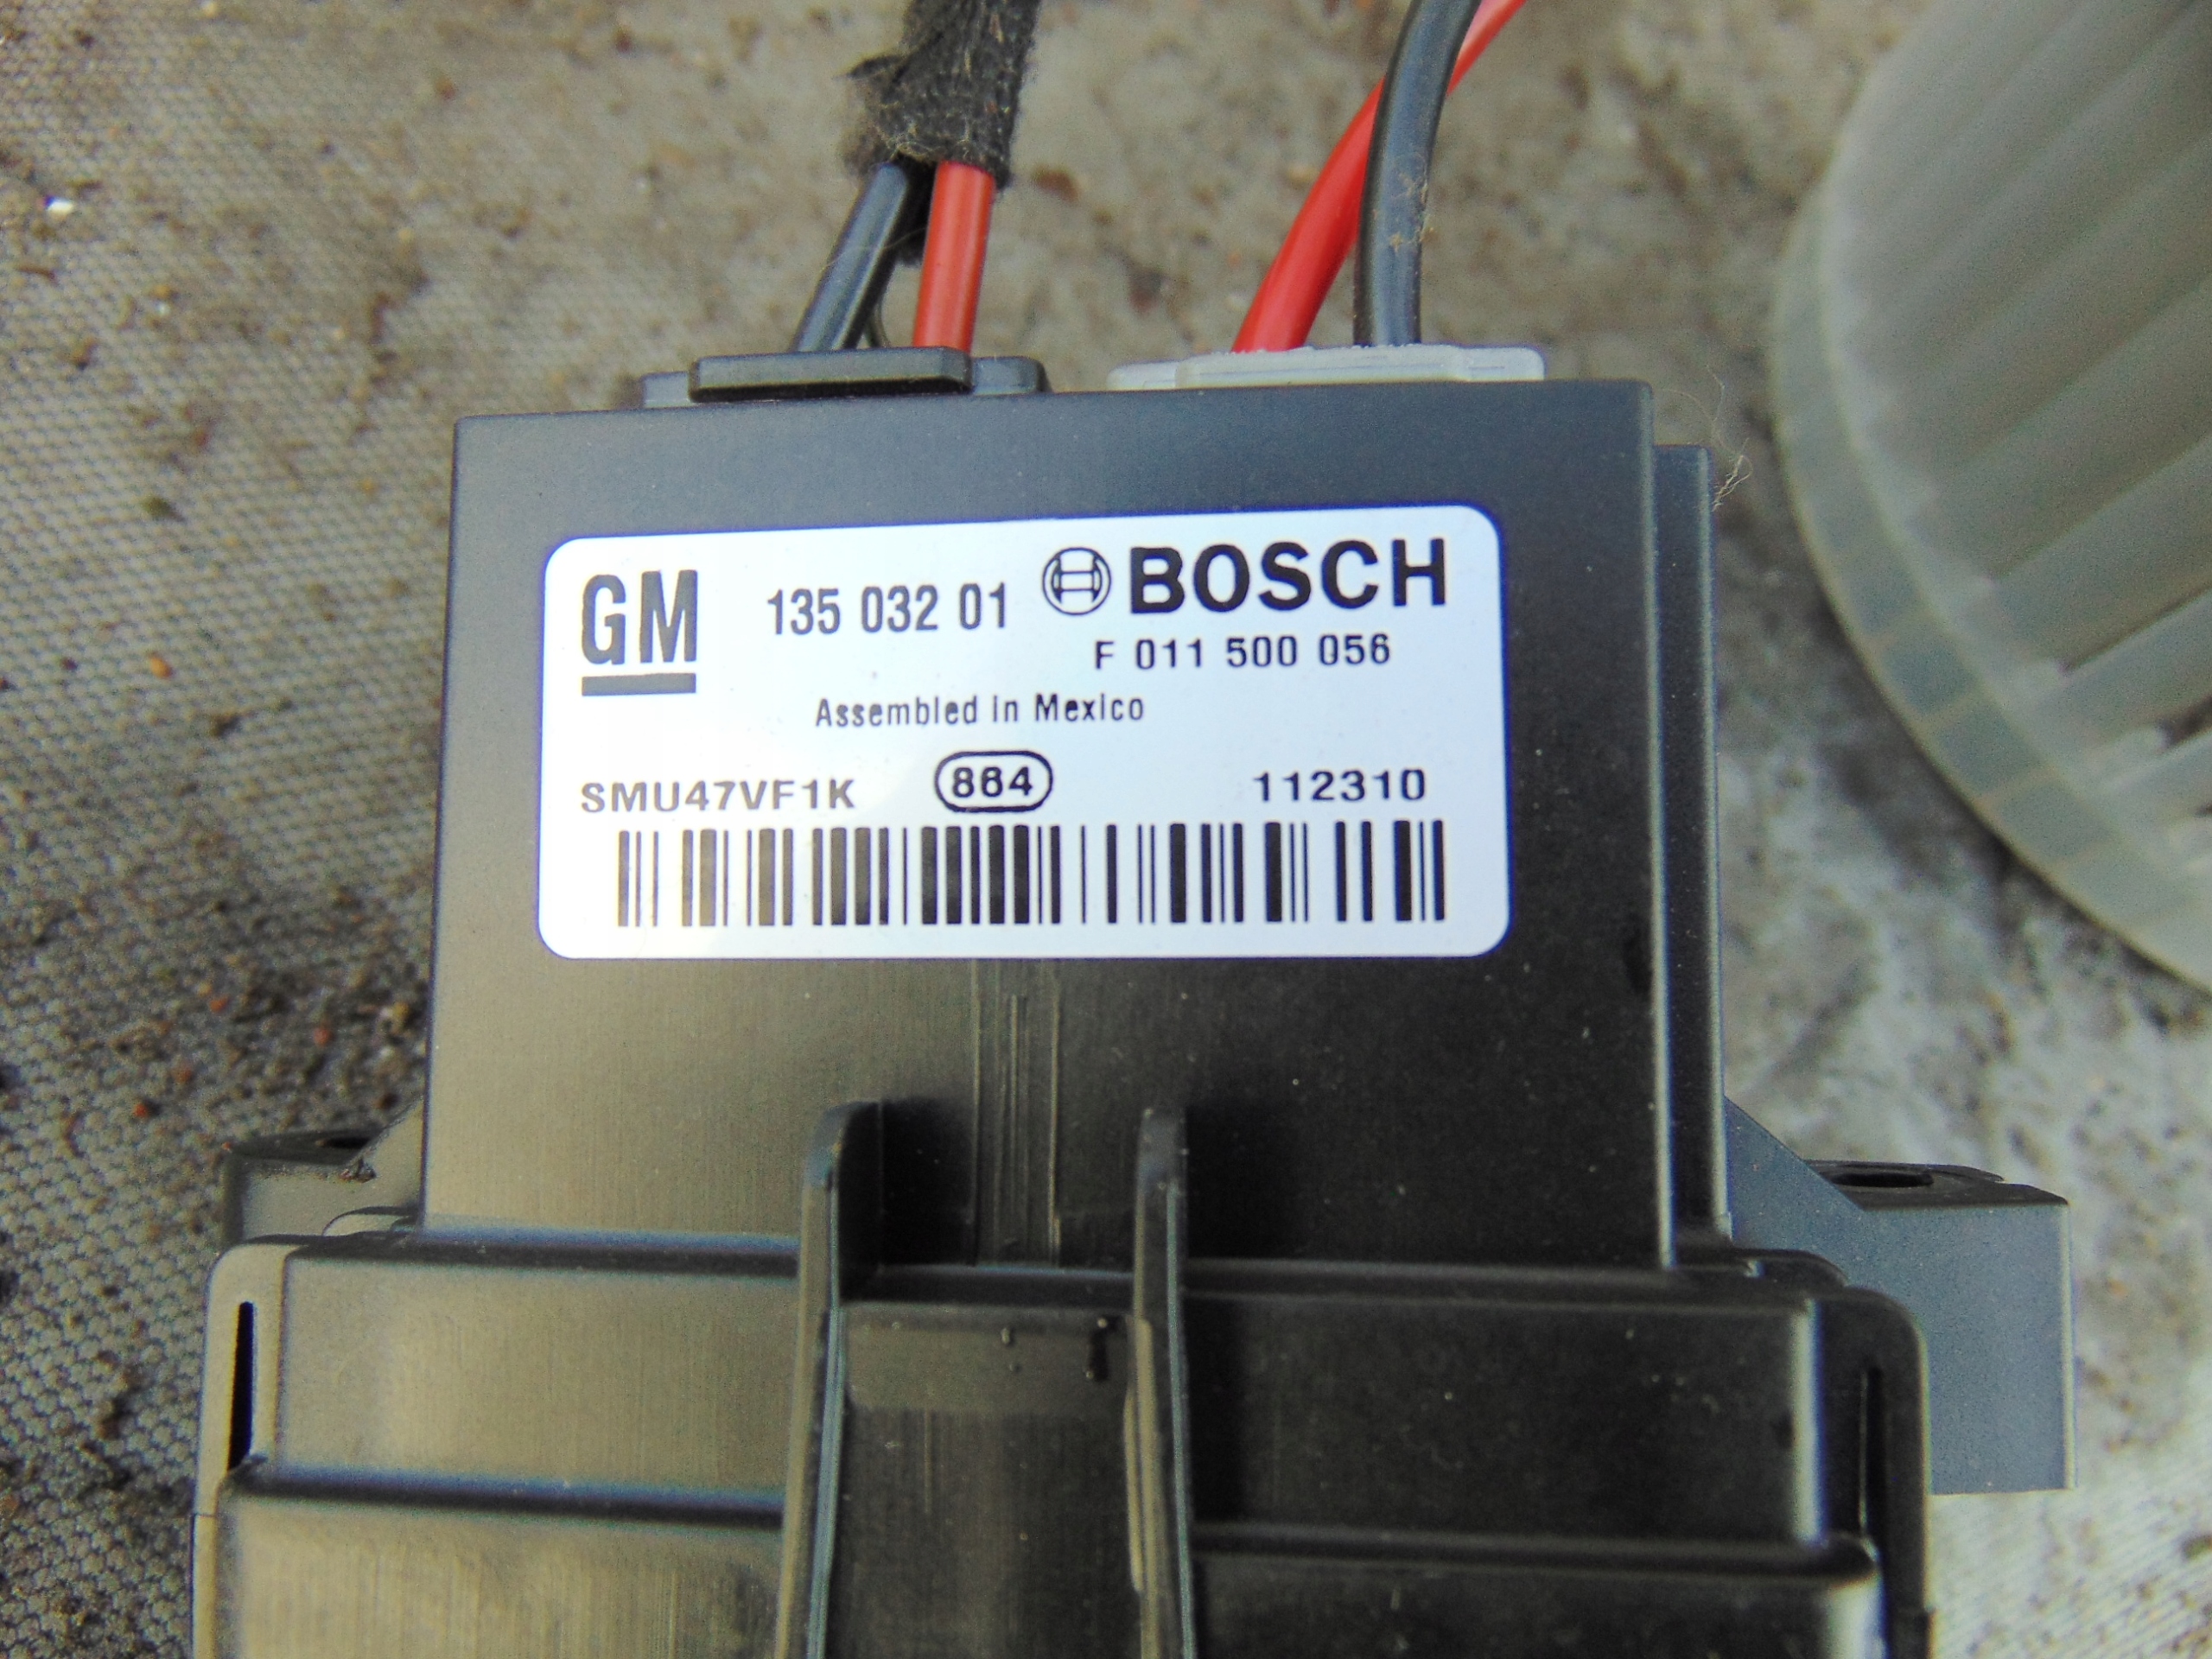 GM 135 032 01 BOSCH
F 011 500 056
Assembled in Mexico
SMU47VF1K 864 112310